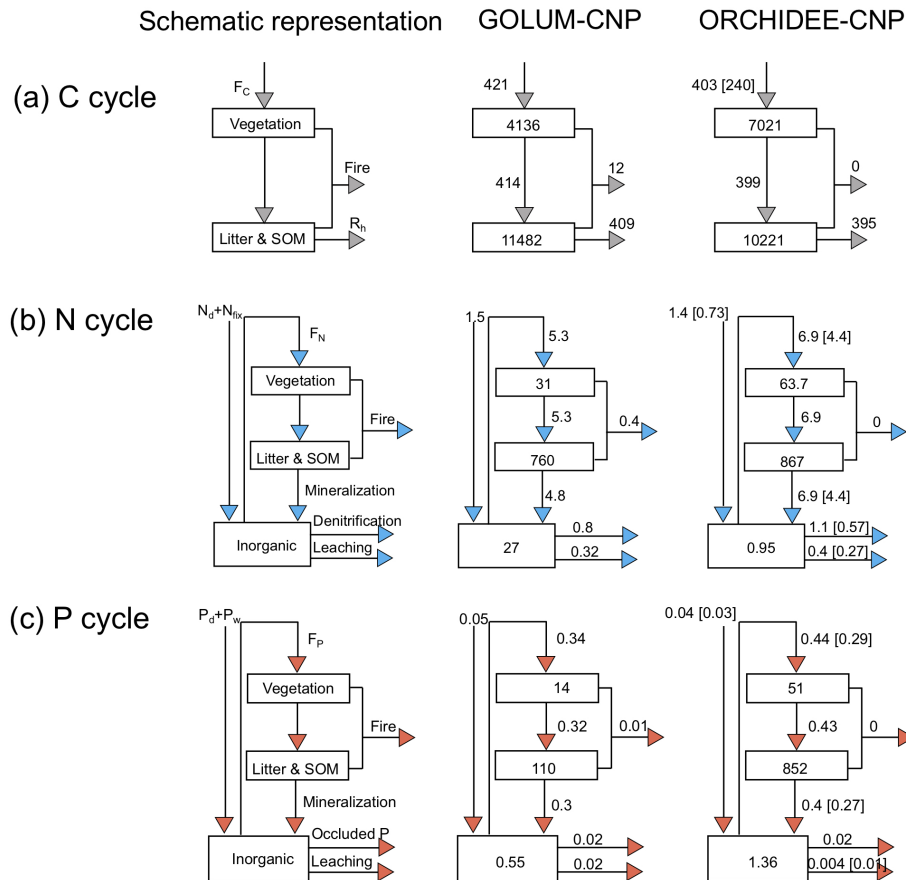 Schematic representation GOLUM-CNP ORCHIDEE-CNP
(a) C cycle
F_C 421 403 [240]
Vegetation 4136 7021
Fire 12 0
414 399
R_h 409 395
Litter & SOM 11482 10221
(b) N cycle
N_d+N_fix 1.5 1.4 [0.73]
F_N 5.3 6.9 [4.4]
Vegetation 31 63.7
Fire 5.3 0.4 6.9 0
Litter & SOM 760 867
Mineralization 4.8 6.9 [4.4]
Denitrification 0.8 1.1 [0.57]
Inorganic 27 0.95
Leaching 0.32 0.4 [0.27]
(c) P cycle
P_d+P_w 0.05 0.04 [0.03]
F_P 0.34 0.44 [0.29]
Vegetation 14 51
Fire 0.32 0.01 0.43 0
Litter & SOM 110 852
Mineralization 0.3 0.4 [0.27]
Occluded P 0.02 0.02
Inorganic 0.55 1.36
Leaching 0.02 0.004 [0.01]